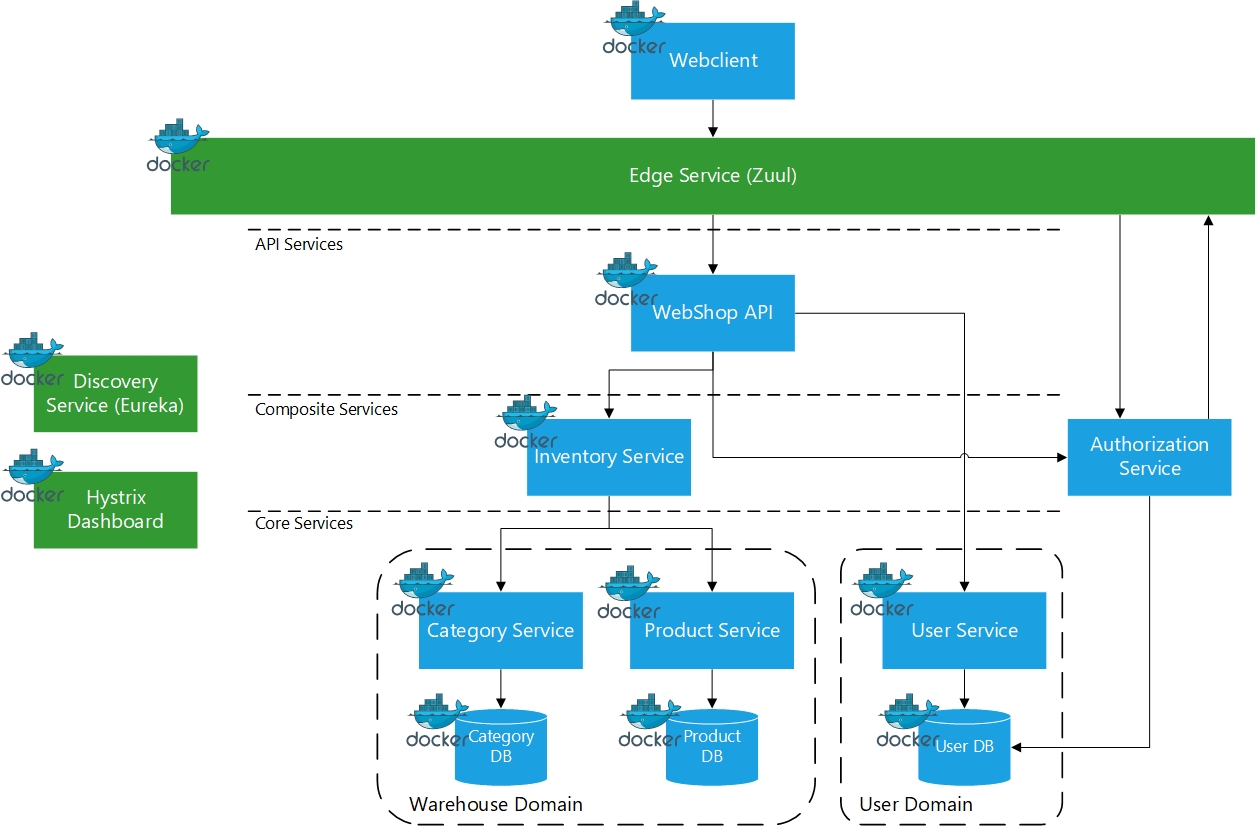 docker
Webclient
docker
Edge Service (Zuul)
API Services
docker
WebShop API
docker
Discovery
Service (Eureka)
Composite Services
docker
Inventory Service
Authorization
Service
docker
Hystrix
Dashboard
Core Services
docker
Category Service
docker
Product Service
docker
User Service
docker
Category
DB
docker
Product
DB
docker
User DB
Warehouse Domain
User Domain